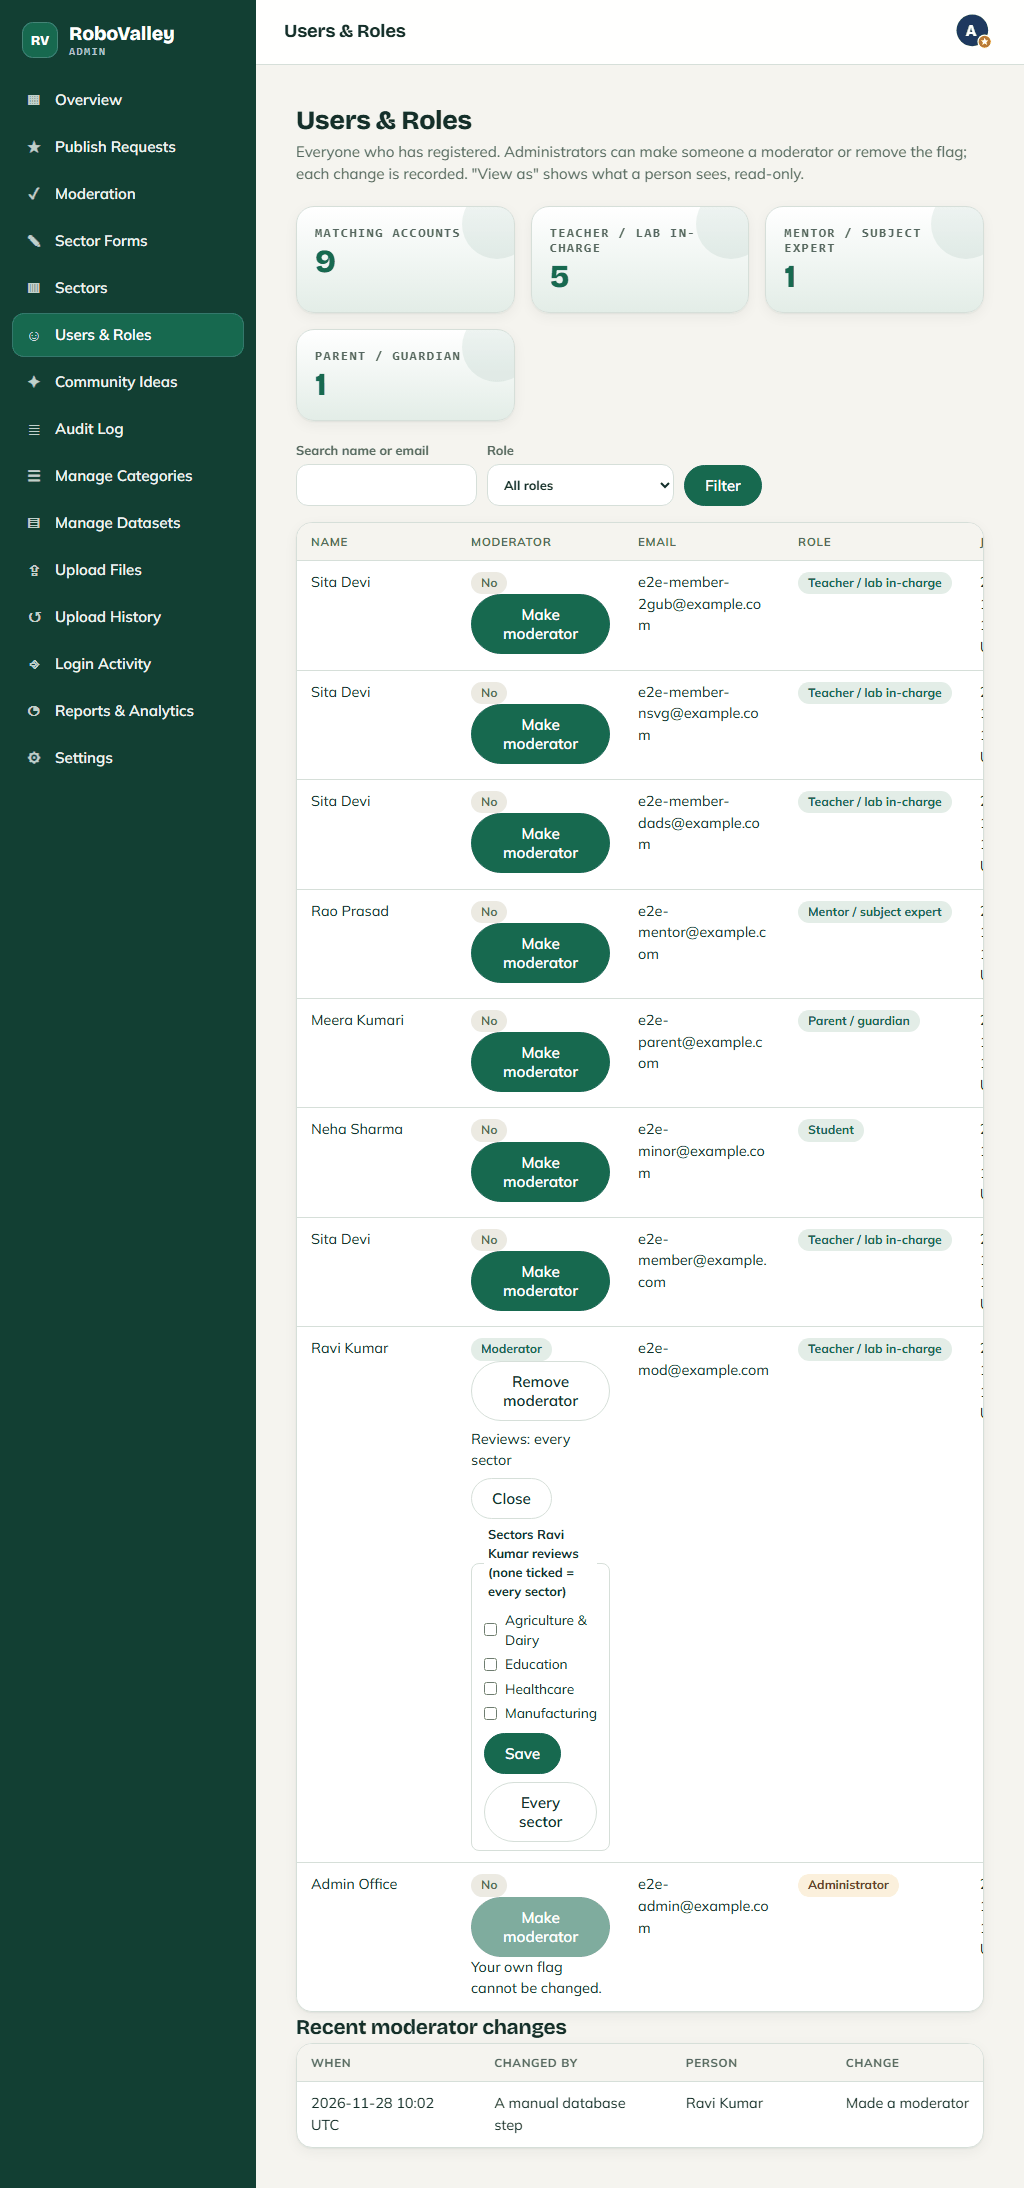 RV
RoboValley
ADMIN
Overview
Publish Requests
Moderation
Sector Forms
Sectors
Users & Roles
Community Ideas
Audit Log
Manage Categories
Manage Datasets
Upload Files
Upload History
Login Activity
Reports & Analytics
Settings
Users & Roles
A
Users & Roles
Everyone who has registered. Administrators can make someone a moderator or remove the flag;
each change is recorded. "View as" shows what a person sees, read-only.
MATCHING ACCOUNTS
9
TEACHER / LAB IN-
CHARGE
5
MENTOR / SUBJECT
EXPERT
1
PARENT / GUARDIAN
1
Search name or email
Role
All roles
Filter
NAME MODERATOR EMAIL ROLE
Sita Devi
No
Make
moderator
e2e-member-
2gub@example.co
m
Teacher / lab in-charge
Sita Devi
No
Make
moderator
e2e-member-
nsvg@example.co
m
Teacher / lab in-charge
Sita Devi
No
Make
moderator
e2e-member-
dads@example.co
m
Teacher / lab in-charge
Rao Prasad
No
Make
moderator
e2e-
mentor@example.c
om
Mentor / subject expert
Meera Kumari
No
Make
moderator
e2e-
parent@example.c
om
Parent / guardian
Neha Sharma
No
Make
moderator
e2e-
minor@example.co
m
Student
Sita Devi
No
Make
moderator
e2e-
member@example.
com
Teacher / lab in-charge
Ravi Kumar
Moderator
Remove
moderator
Reviews: every
sector
Close
Sectors Ravi
Kumar reviews
(none ticked =
every sector)
Agriculture &
Dairy
Education
Healthcare
Manufacturing
Save
Every
sector
e2e-
mod@example.com
Teacher / lab in-charge
Admin Office
No
Make
moderator
Your own flag
cannot be changed.
e2e-
admin@example.co
m
Administrator
Recent moderator changes
WHEN CHANGED BY PERSON CHANGE
2026-11-28 10:02
UTC
A manual database
step
Ravi Kumar
Made a moderator